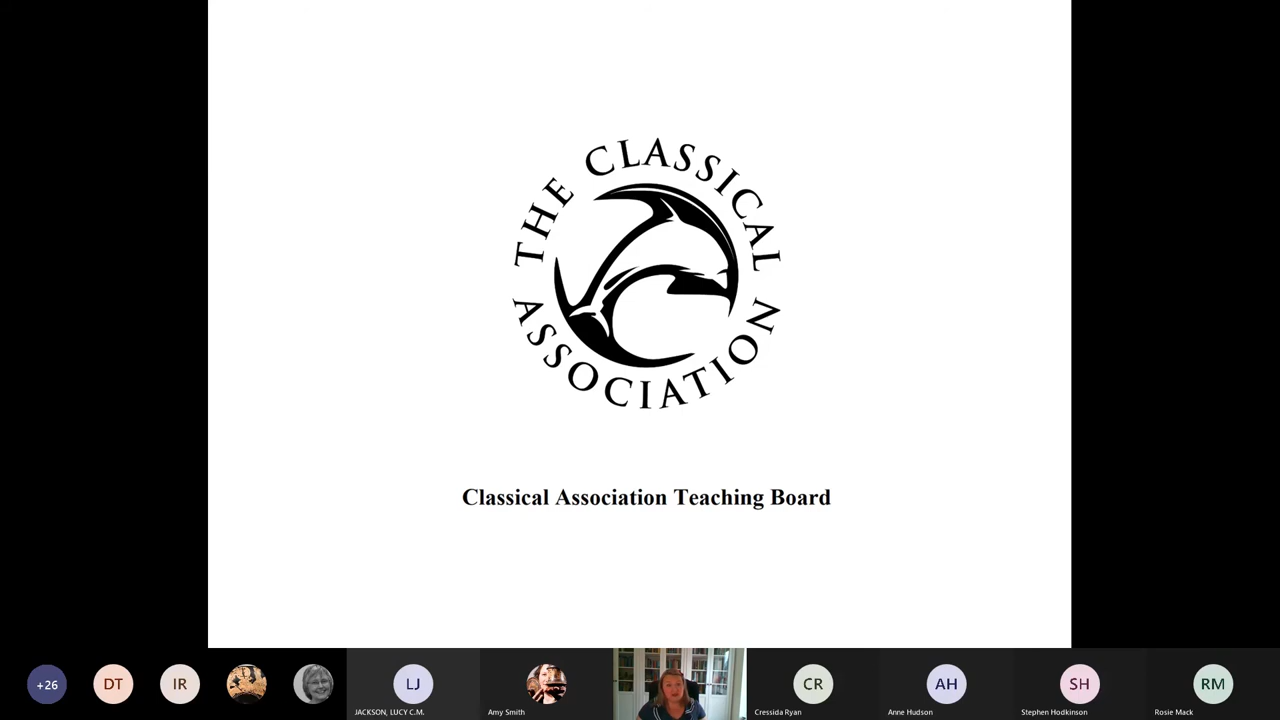 THE CLASSICAL
ASSOCIATION
Classical Association Teaching Board
+26
DT
IR
LJ
CR
AH
SH
RM
JACKSON, LUCY C.M.
Amy Smith
Cressida Ryan
Anne Hudson
Stephen Hodkinson
Rosie Mack